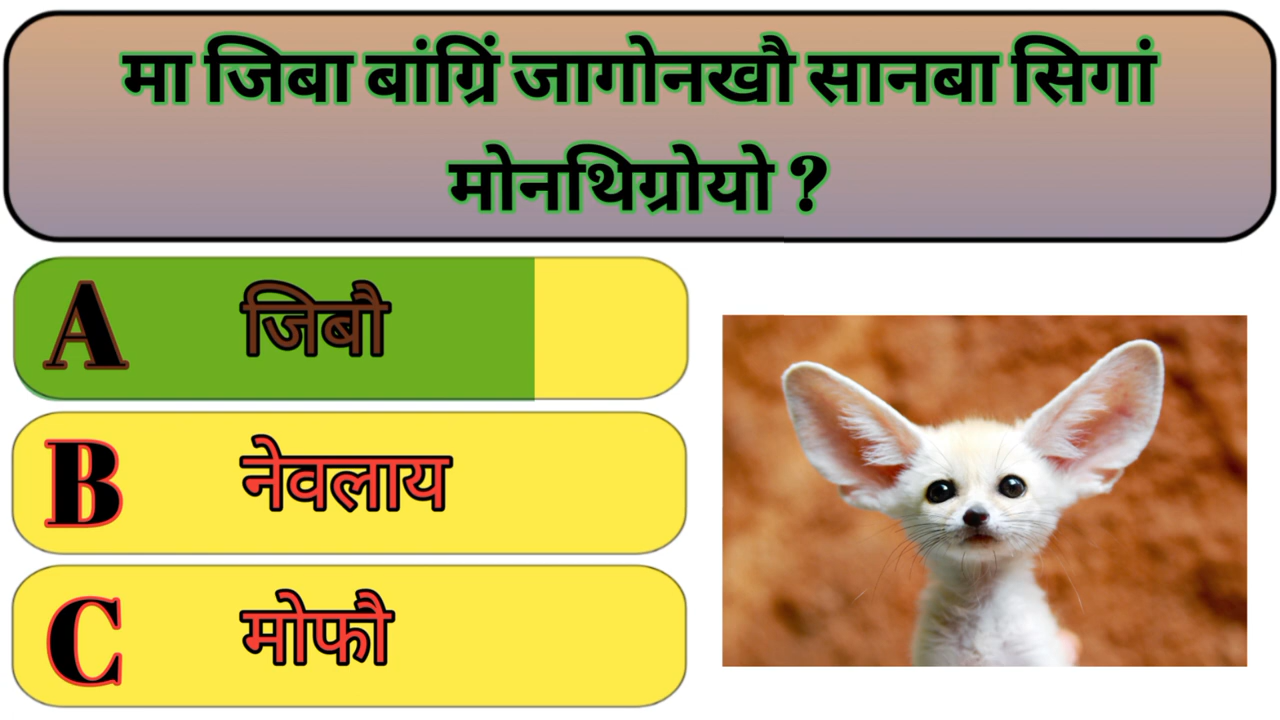 मा जिबा बांग्रिं जागोनखौ सानबा सिगां
मोनथिग्रोयो ?
A जिबौ
B नेवलाय
C मोफौ